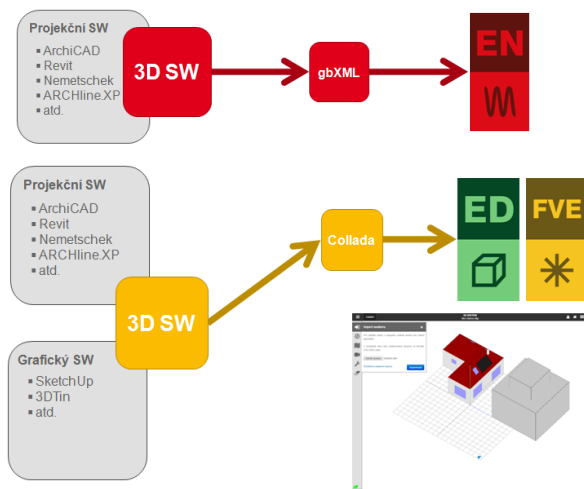 Projekční SW
ArchiCAD
Revit
Nemetschek
ARCHline.XP
atd.
3D SW
gbXML
EN
Projekční SW
ArchiCAD
Revit
Nemetschek
ARCHline.XP
atd.
3D SW
Collada
ED
FVE
Grafický SW
SketchUp
3DTin
atd.